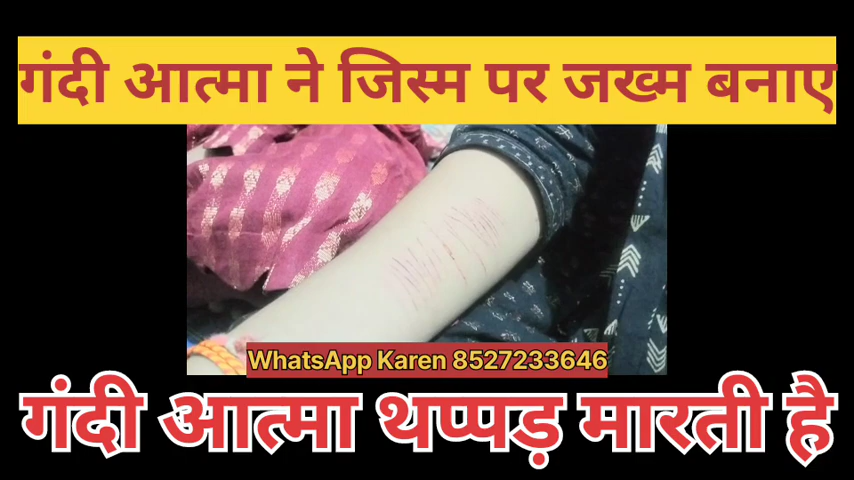 गंदी आत्मा ने जिस्म पर जख्म बनाए
WhatsApp Karen 8527233646
गंदी आत्मा थप्पड़ मारती है